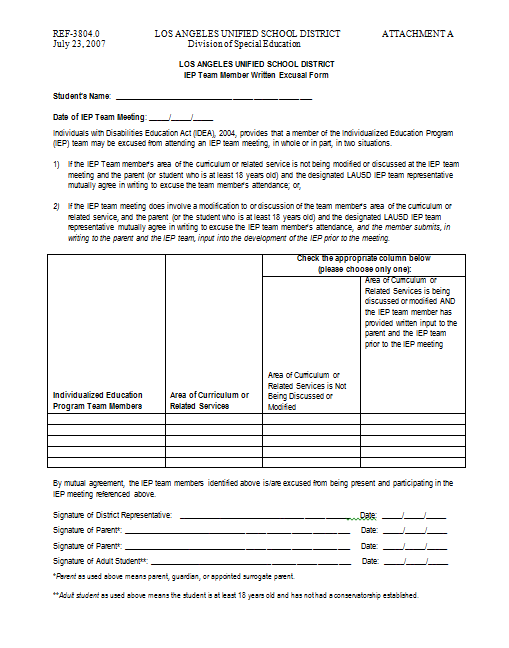 REF-3804.0 LOS ANGELES UNIFIED SCHOOL DISTRICT ATTACHMENT A
July 23, 2007 Division of Special Education
LOS ANGELES UNIFIED SCHOOL DISTRICT
IEP Team Member Written Excusal Form
Student's Name: ____________________
Date of IEP Team Meeting: ____/____/____
Individuals with Disabilities Education Act (IDEA), 2004, provides that a member of the Individualized Education Program
(IEP) team may be excused from attending an IEP team meeting, in whole or in part, in two situations.
1) If the IEP Team member's area of the curriculum or related service is not being modified or discussed at the IEP team
meeting and the parent (or student who is at least 18 years old) and the designated LAUSD IEP team representative
mutually agree in writing to excuse the team member's attendance; or,
2) If the IEP team meeting does involve a modification to or discussion of the team member's area of the curriculum or
related service, and the parent (or the student who is at least 18 years old) and the designated LAUSD IEP team
representative mutually agree in writing to excuse the IEP team member's attendance, and the member submits, in
writing to the parent and the IEP team, input into the development of the IEP prior to the meeting.
Check the appropriate column below
(please choose only one):
Individualized Education
Program Team Members
Area of Curriculum or
Related Services
Area of Curriculum or
Related Services is Not
Being Discussed or
Modified
Area of Curriculum or
Related Services is being
discussed or modified AND
the IEP team member has
provided written input to the
parent and the IEP team
prior to the IEP meeting
By mutual agreement, the IEP team members identified above is/are excused from being present and participating in the
IEP meeting referenced above.
Signature of District Representative: ____________________ Date: ____/____/____
Signature of Parent*: ____________________ Date: ____/____/____
Signature of Parent*: ____________________ Date: ____/____/____
Signature of Adult Student**: ____________________ Date: ____/____/____
*Parent as used above means parent, guardian, or appointed surrogate parent.
**Adult student as used above means the student is at least 18 years old and has not had a conservatorship established.